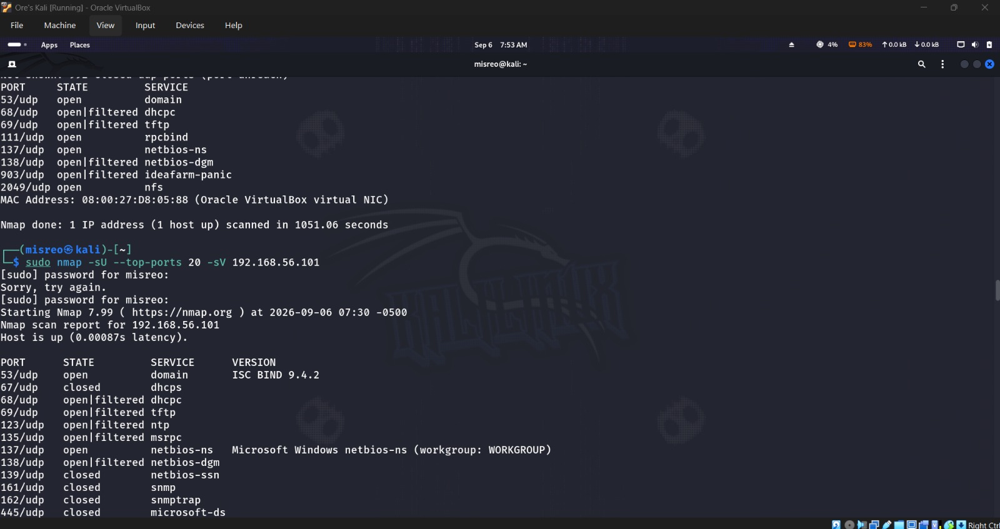 Ore's Kali [Running] - Oracle VirtualBox
File Machine View Input Devices Help
Apps Places Sep 6 7:53 AM 4% 83% ↑0.0 kB ↓0.0 kB
misreo@kali: ~
Not shown: 992 closed udp ports (port-unreach)
PORT STATE SERVICE
53/udp open domain
68/udp open|filtered dhcpc
69/udp open|filtered tftp
111/udp open rpcbind
137/udp open netbios-ns
138/udp open|filtered netbios-dgm
903/udp open|filtered ideafarm-panic
2049/udp open nfs
MAC Address: 08:00:27:D8:05:88 (Oracle VirtualBox virtual NIC)
Nmap done: 1 IP address (1 host up) scanned in 1051.06 seconds
┌──(misreo㉿kali)-[~]
└─$ sudo nmap -sU --top-ports 20 -sV 192.168.56.101
[sudo] password for misreo:
Sorry, try again.
[sudo] password for misreo:
Starting Nmap 7.99 ( https://nmap.org ) at 2026-09-06 07:30 -0500
Nmap scan report for 192.168.56.101
Host is up (0.00087s latency).
PORT STATE SERVICE VERSION
53/udp open domain ISC BIND 9.4.2
67/udp closed dhcps
68/udp open|filtered dhcpc
69/udp open|filtered tftp
123/udp open|filtered ntp
135/udp open|filtered msrpc
137/udp open netbios-ns Microsoft Windows netbios-ns (workgroup: WORKGROUP)
138/udp open|filtered netbios-dgm
139/udp closed netbios-ssn
161/udp closed snmp
162/udp closed snmptrap
445/udp closed microsoft-ds
KALI LINUX
Right Ctrl